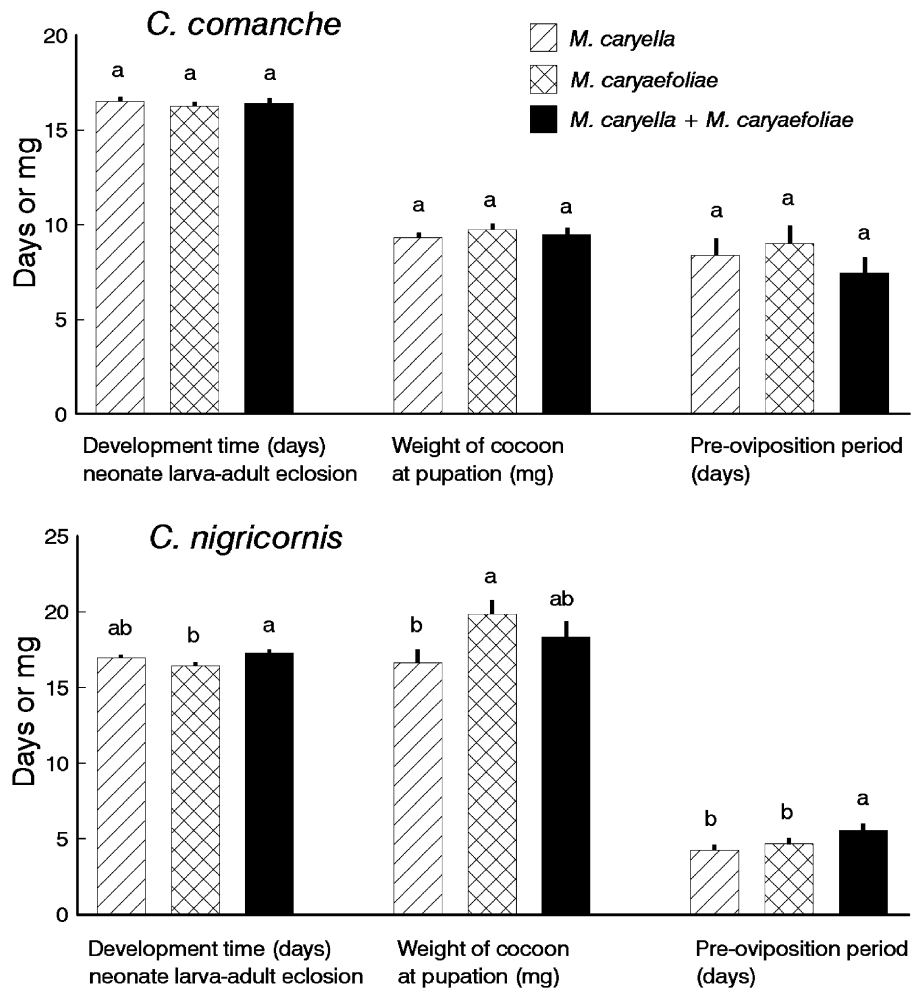 C. comanche
M. caryella
M. caryaefoliae
M. caryella + M. caryaefoliae
Days or mg
20
15
10
5
0
a a a
a a a
a a a
Development time (days)
neonate larva-adult eclosion
Weight of cocoon
at pupation (mg)
Pre-oviposition period
(days)
C. nigricornis
Days or mg
25
20
15
10
5
0
ab b a
b a ab
b b a
Development time (days)
neonate larva-adult eclosion
Weight of cocoon
at pupation (mg)
Pre-oviposition period
(days)